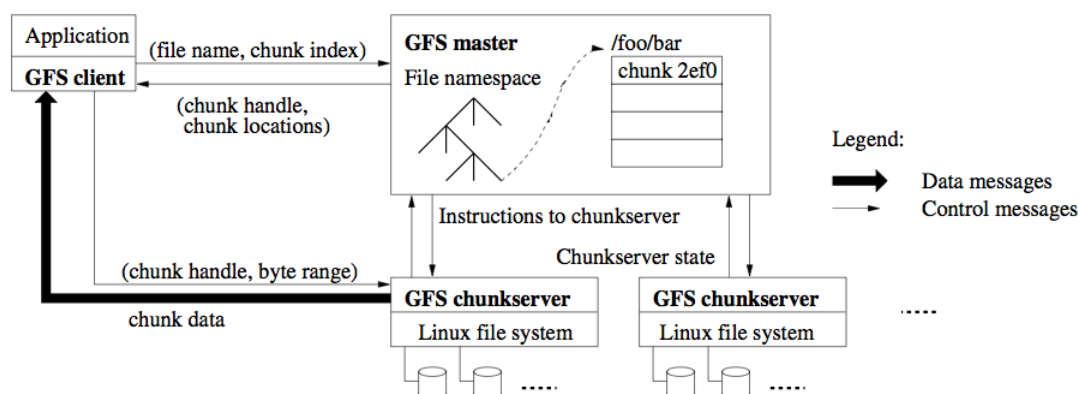 Application
GFS client
(file name, chunk index)
(chunk handle,
chunk locations)
GFS master
File namespace
/foo/bar
chunk 2ef0
Legend:
Data messages
Control messages
Instructions to chunkserver
Chunkserver state
(chunk handle, byte range)
chunk data
GFS chunkserver
Linux file system
GFS chunkserver
Linux file system